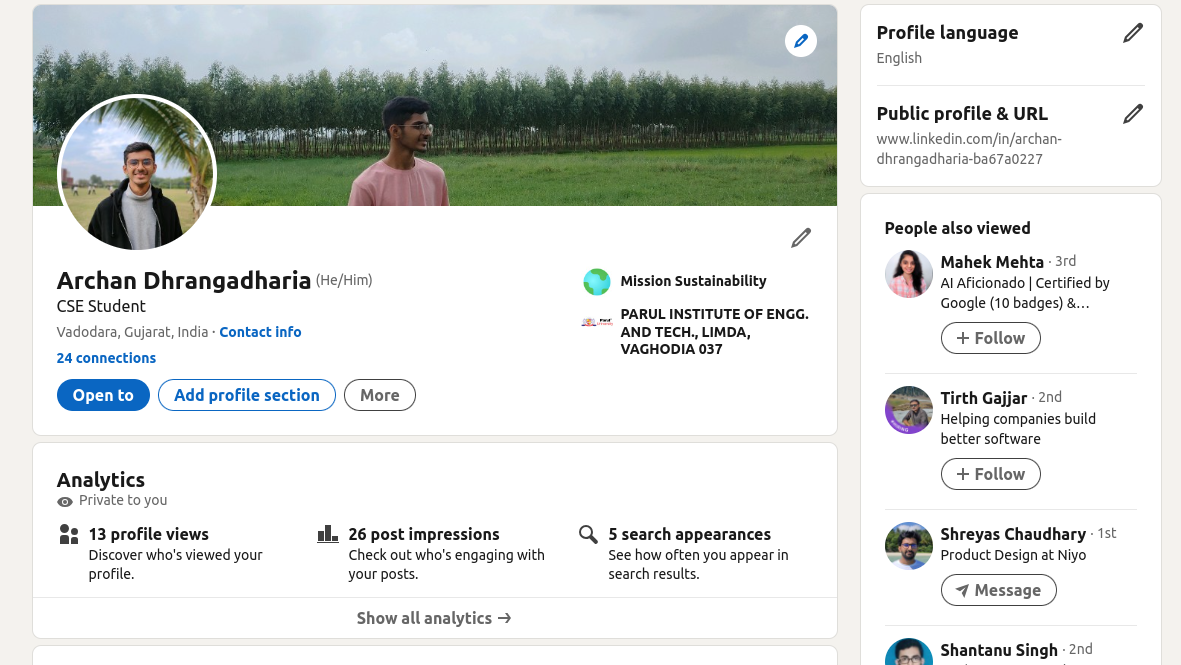 Archan Dhrangadharia (He/Him)
CSE Student
Vadodara, Gujarat, India · Contact info
24 connections
Open to
Add profile section
More
Mission Sustainability
PARUL INSTITUTE OF ENGG.
AND TECH., LIMDA,
VAGHODIA 037
Analytics
Private to you
13 profile views
Discover who's viewed your
profile.
26 post impressions
Check out who's engaging with
your posts.
5 search appearances
See how often you appear in
search results.
Show all analytics →
Profile language
English
Public profile & URL
www.linkedin.com/in/archan-
dhrangadharia-ba67a0227
People also viewed
Mahek Mehta · 3rd
AI Aficionado | Certified by
Google (10 badges) &…
+ Follow
Tirth Gajjar · 2nd
Helping companies build
better software
+ Follow
Shreyas Chaudhary · 1st
Product Design at Niyo
Message
Shantanu Singh · 2nd